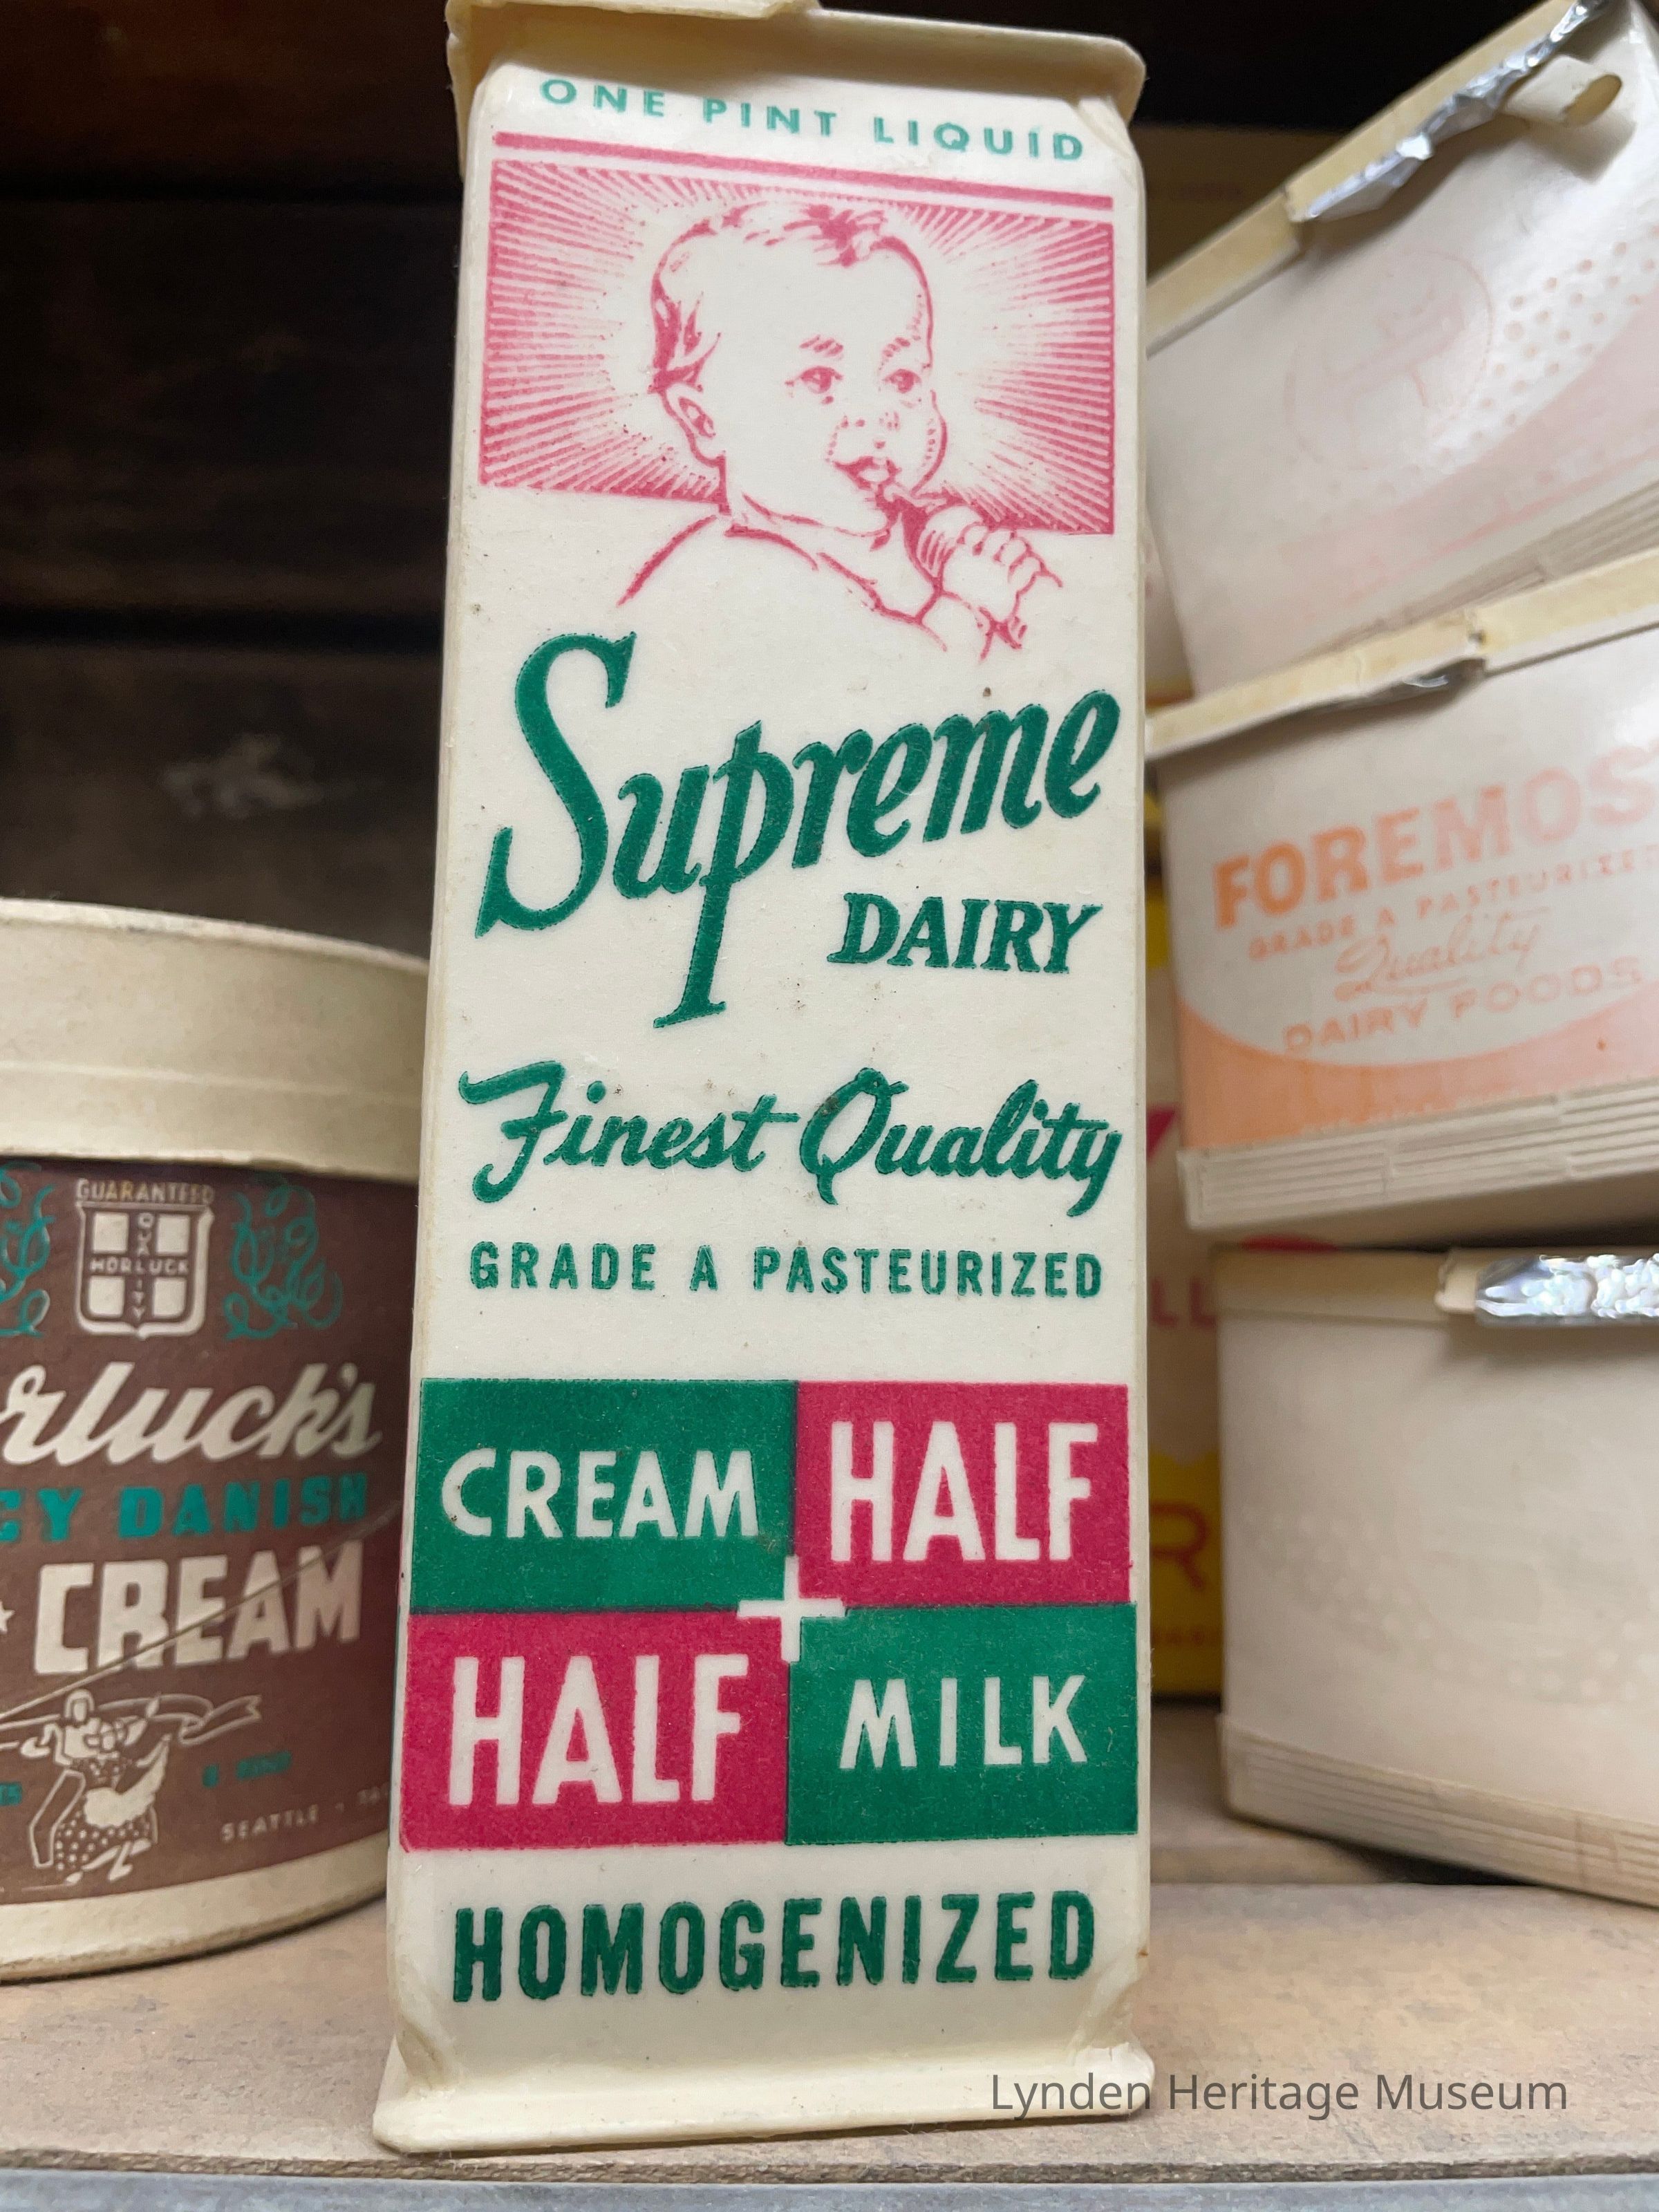 ONE PINT LIQUID
Supreme
DAIRY
Finest Quality
GRADE A PASTEURIZED
CREAM HALF
HALF MILK
HOMOGENIZED
GUARANTEED
QUALITY
HORLUCK
rluck's
CY DANISH
CREAM
SEATTLE
FOREMOS
GRADE A PASTEURIZED
Quality
DAIRY FOODS
Lynden Heritage Museum